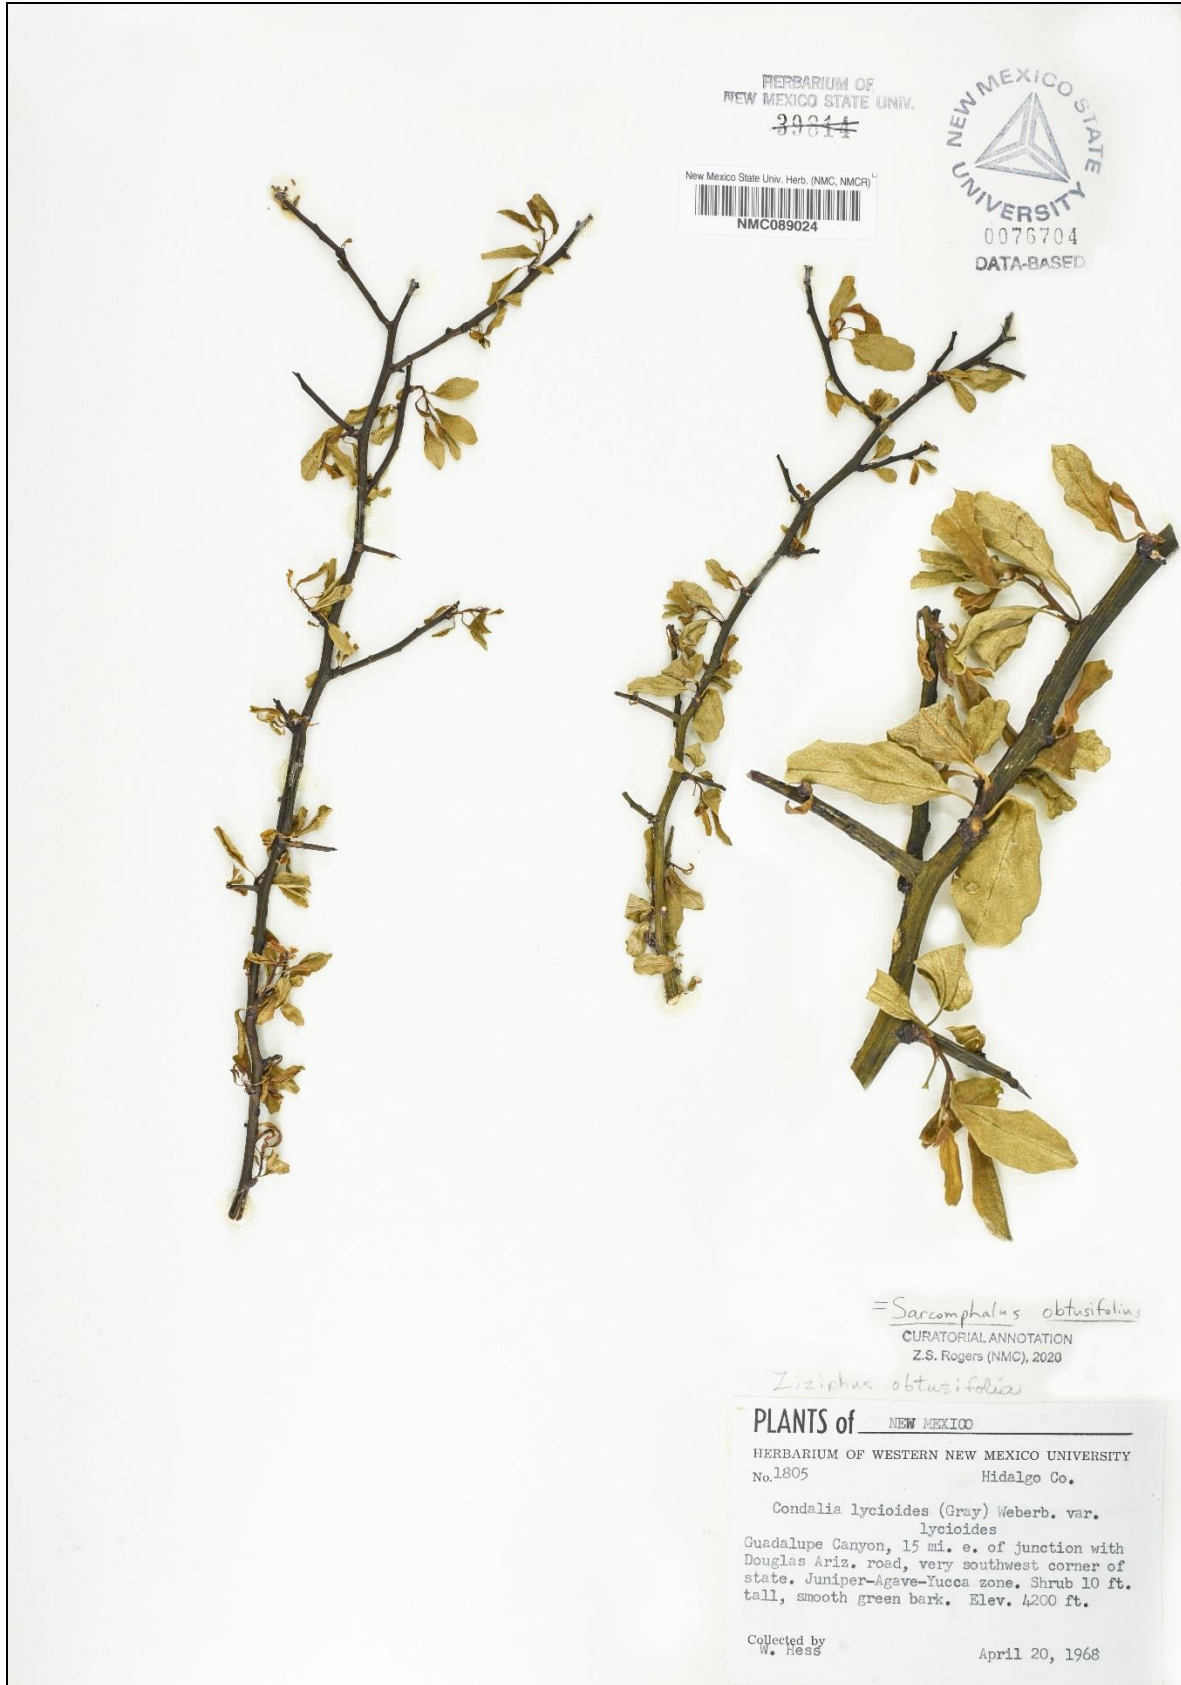 HERBARIUM OF
NEW MEXICO STATE UNIV.
39814
NEW MEXICO STATE
UNIVERSITY
0076704
DATA-BASED
New Mexico State Univ. Herb. (NMC, NMCR)
NMC089024
=Sarcomphalus obtusifolius
CURATORIAL ANNOTATION
Z.S. Rogers (NMC), 2020
Ziziphus obtusifolia
PLANTS of NEW MEXICO
HERBARIUM OF WESTERN NEW MEXICO UNIVERSITY
No. 1805 Hidalgo Co.
Condalia lycioides (Gray) Weberb. var.
lycioides
Guadalupe Canyon, 15 mi. e. of junction with
Douglas Ariz. road, very southwest corner of
state. Juniper-Agave-Yucca zone. Shrub 10 ft.
tall, smooth green bark. Elev. 4200 ft.
Collected by
W. Hess April 20, 1968